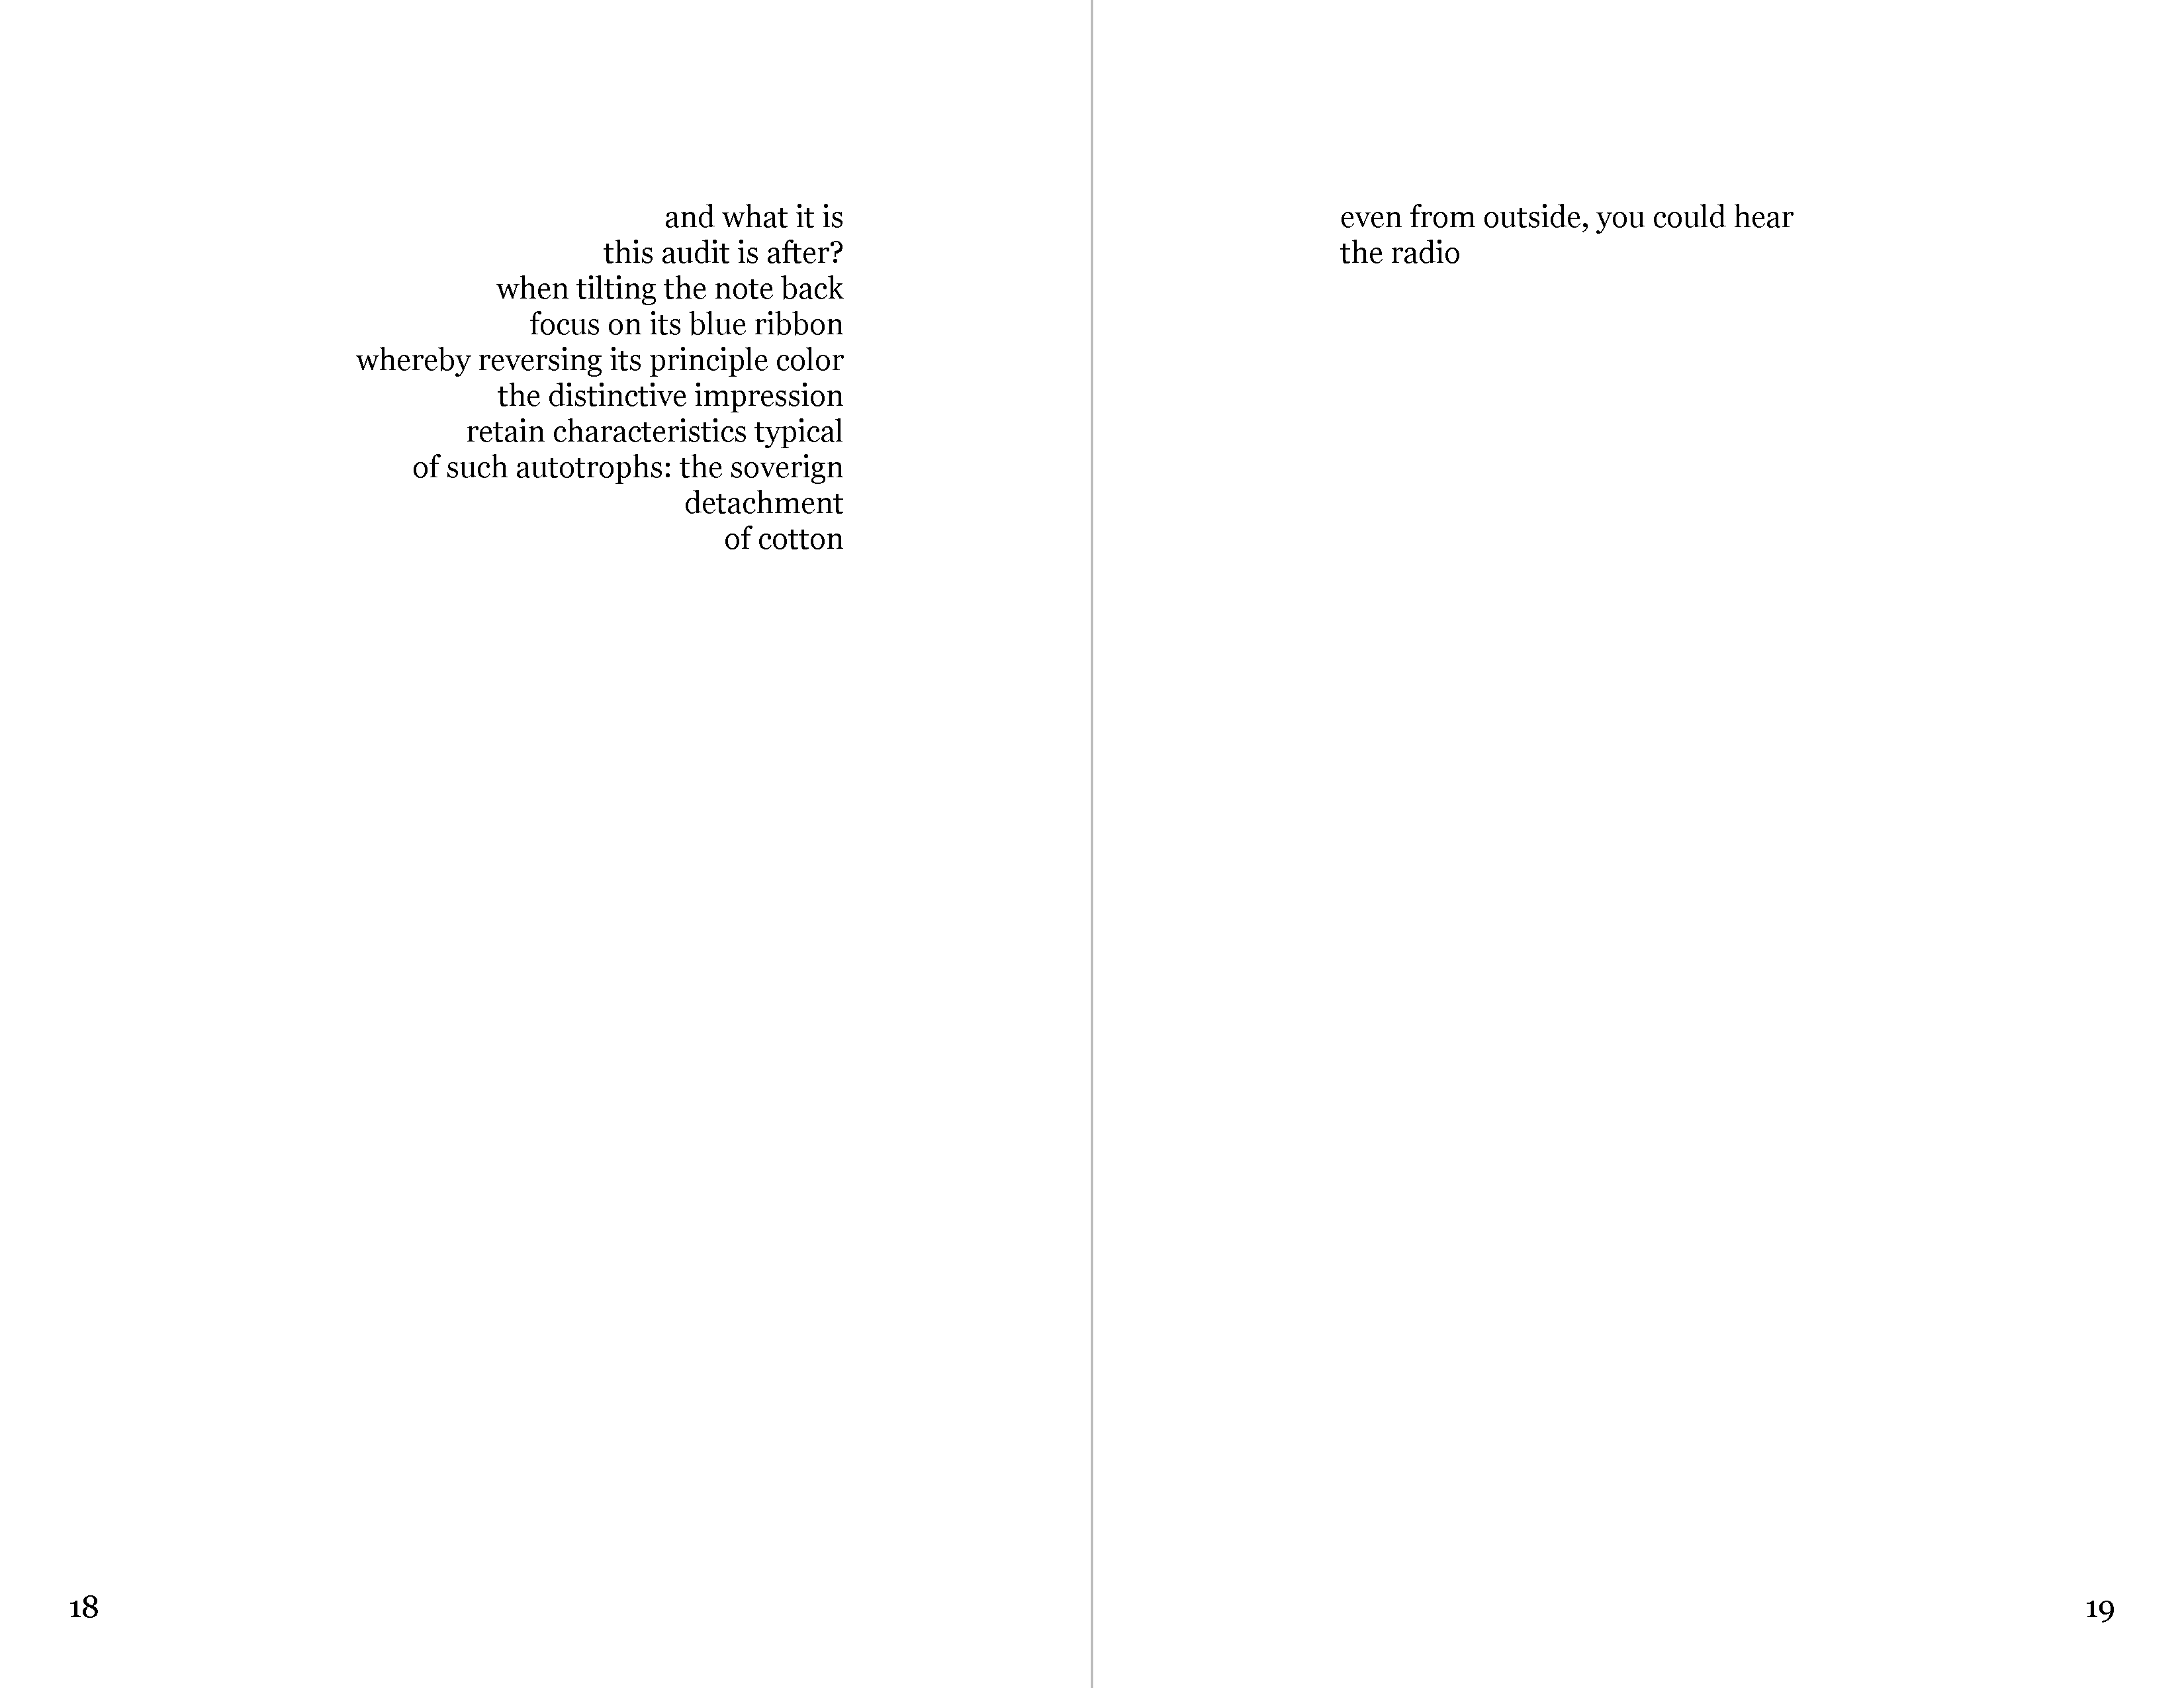 and what it is
this audit is after?
when tilting the note back
focus on its blue ribbon
whereby reversing its principle color
the distinctive impression
retain characteristics typical
of such autotrophs: the soverign
detachment
of cotton
18
even from outside, you could hear
the radio
19